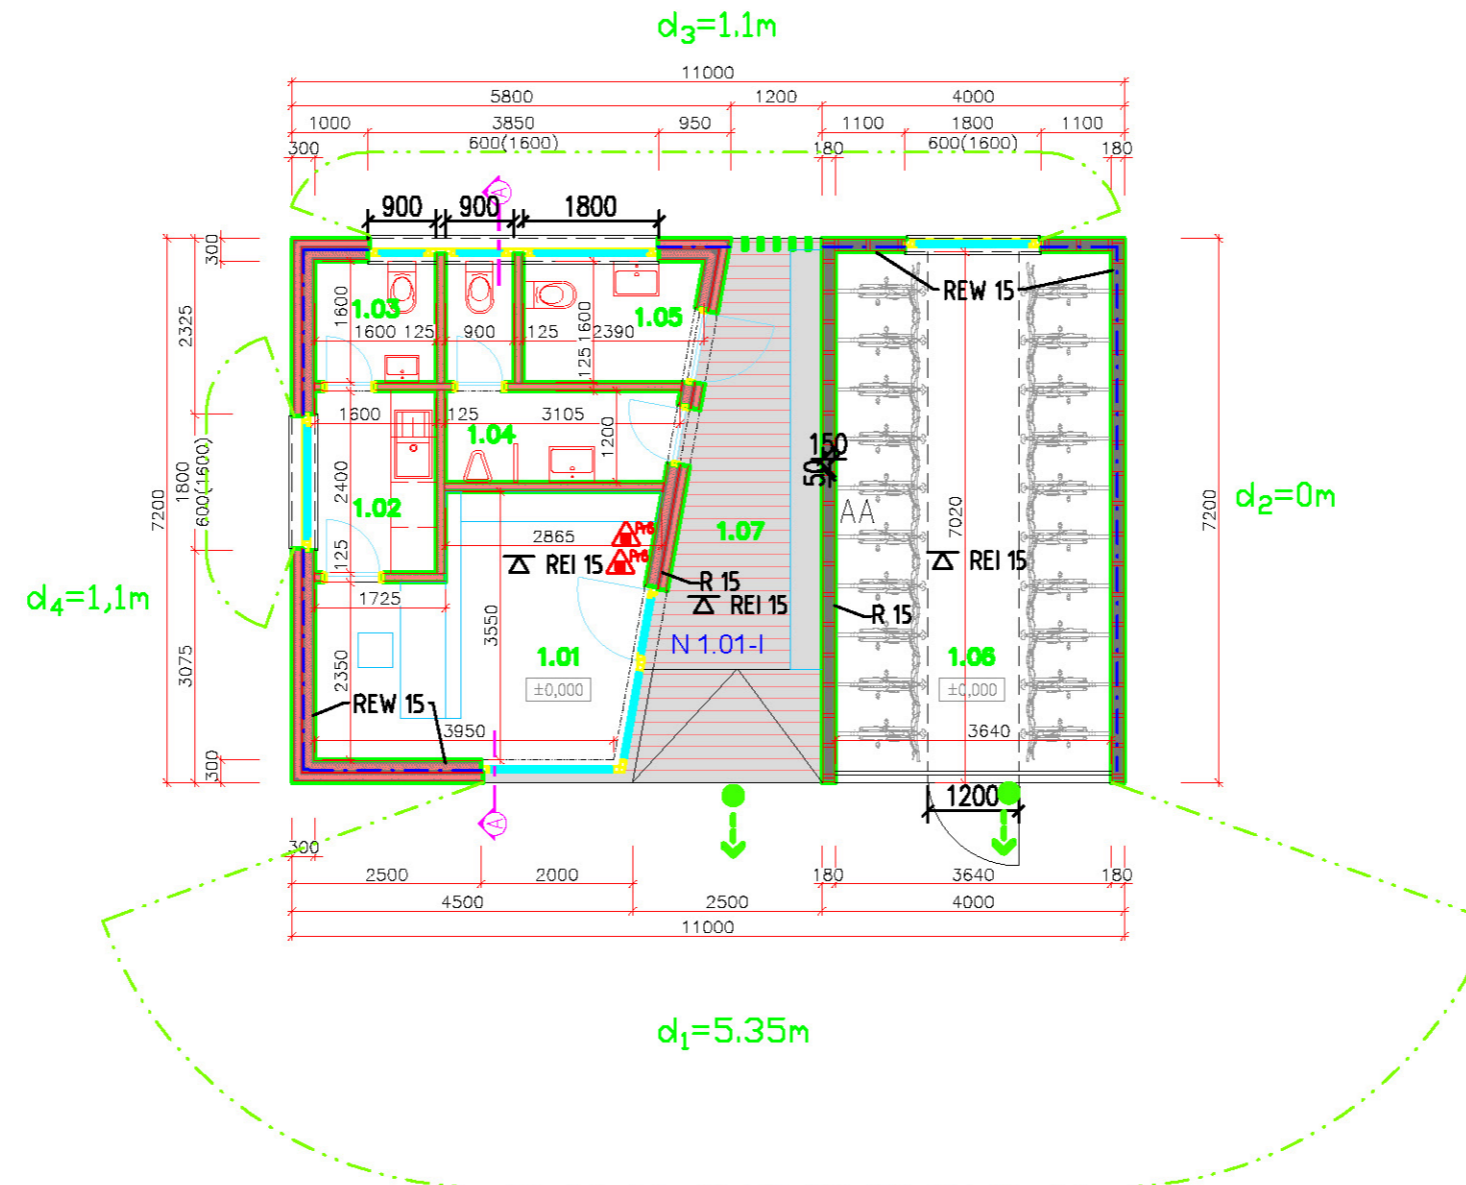 d3=1.1m
11000
5800 1200 4000
1000 3850 950 1100 1800 1100
600(1600) 600(1600)
300 180 180
A
900 900 1800
300
REW 15
1600
1.03 1.05
1600 125 900 125 1600 2390
125
2325
1600 125 3105
1.04 1200
150
50
1800
600(1600)
7200
2400
1.02
AA
7020
7200
d2=0m
1.07
Pr6
2865
REI 15
Pr6
125
REI 15
R 15
REI 15
d4=1,1m
1725
3550
R 15
N 1.01-I
1.01 1.06
2350
±0,000 ±0,000
3075
REW 15
3950 3640
300
1200
A
300
2500 2000 180 3640 180
4500 2500 4000
11000
d1=5.35m